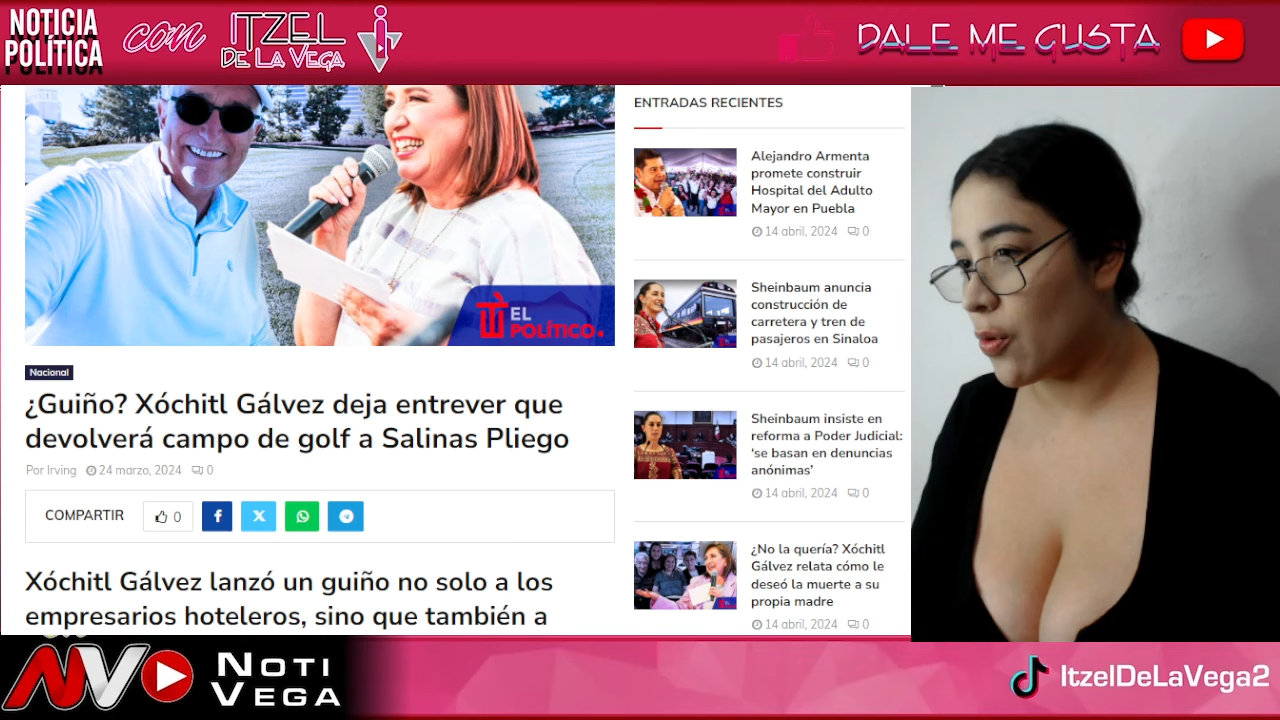 NOTICIA
POLÍTICA
con
ITZEL
DE LA VEGA
DALE ME GUSTA
EL
POLÍTICO.
Nacional
¿Guiño? Xóchitl Gálvez deja entrever que
devolverá campo de golf a Salinas Pliego
Por Irving 24 marzo, 2024 0
COMPARTIR 0
Xóchitl Gálvez lanzó un guiño no solo a los
empresarios hoteleros, sino que también a
ENTRADAS RECIENTES
Alejandro Armenta
promete construir
Hospital del Adulto
Mayor en Puebla
14 abril, 2024 0
Sheinbaum anuncia
construcción de
carretera y tren de
pasajeros en Sinaloa
14 abril, 2024 0
Sheinbaum insiste en
reforma a Poder Judicial:
‘se basan en denuncias
anónimas’
14 abril, 2024 0
¿No la quería? Xóchitl
Gálvez relata cómo le
deseó la muerte a su
propia madre
14 abril, 2024 0
NV
NOTI
VEGA
ItzelDeLaVega2